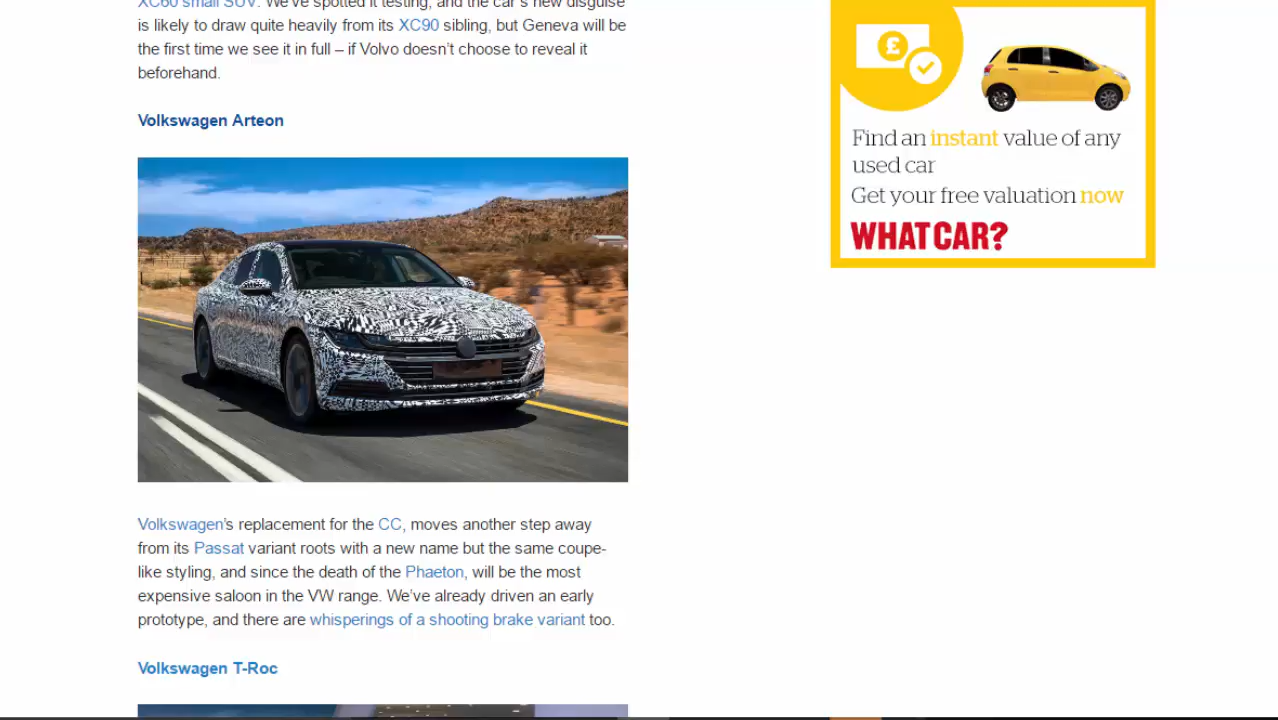 XC60 small SUV. We've spotted it testing, and the car's new disguise
is likely to draw quite heavily from its XC90 sibling, but Geneva will be
the first time we see it in full – if Volvo doesn't choose to reveal it
beforehand.
Volkswagen Arteon
Volkswagen's replacement for the CC, moves another step away
from its Passat variant roots with a new name but the same coupe-
like styling, and since the death of the Phaeton, will be the most
expensive saloon in the VW range. We've already driven an early
prototype, and there are whisperings of a shooting brake variant too.
Volkswagen T-Roc
£
Find an instant value of any
used car
Get your free valuation now
WHATCAR?